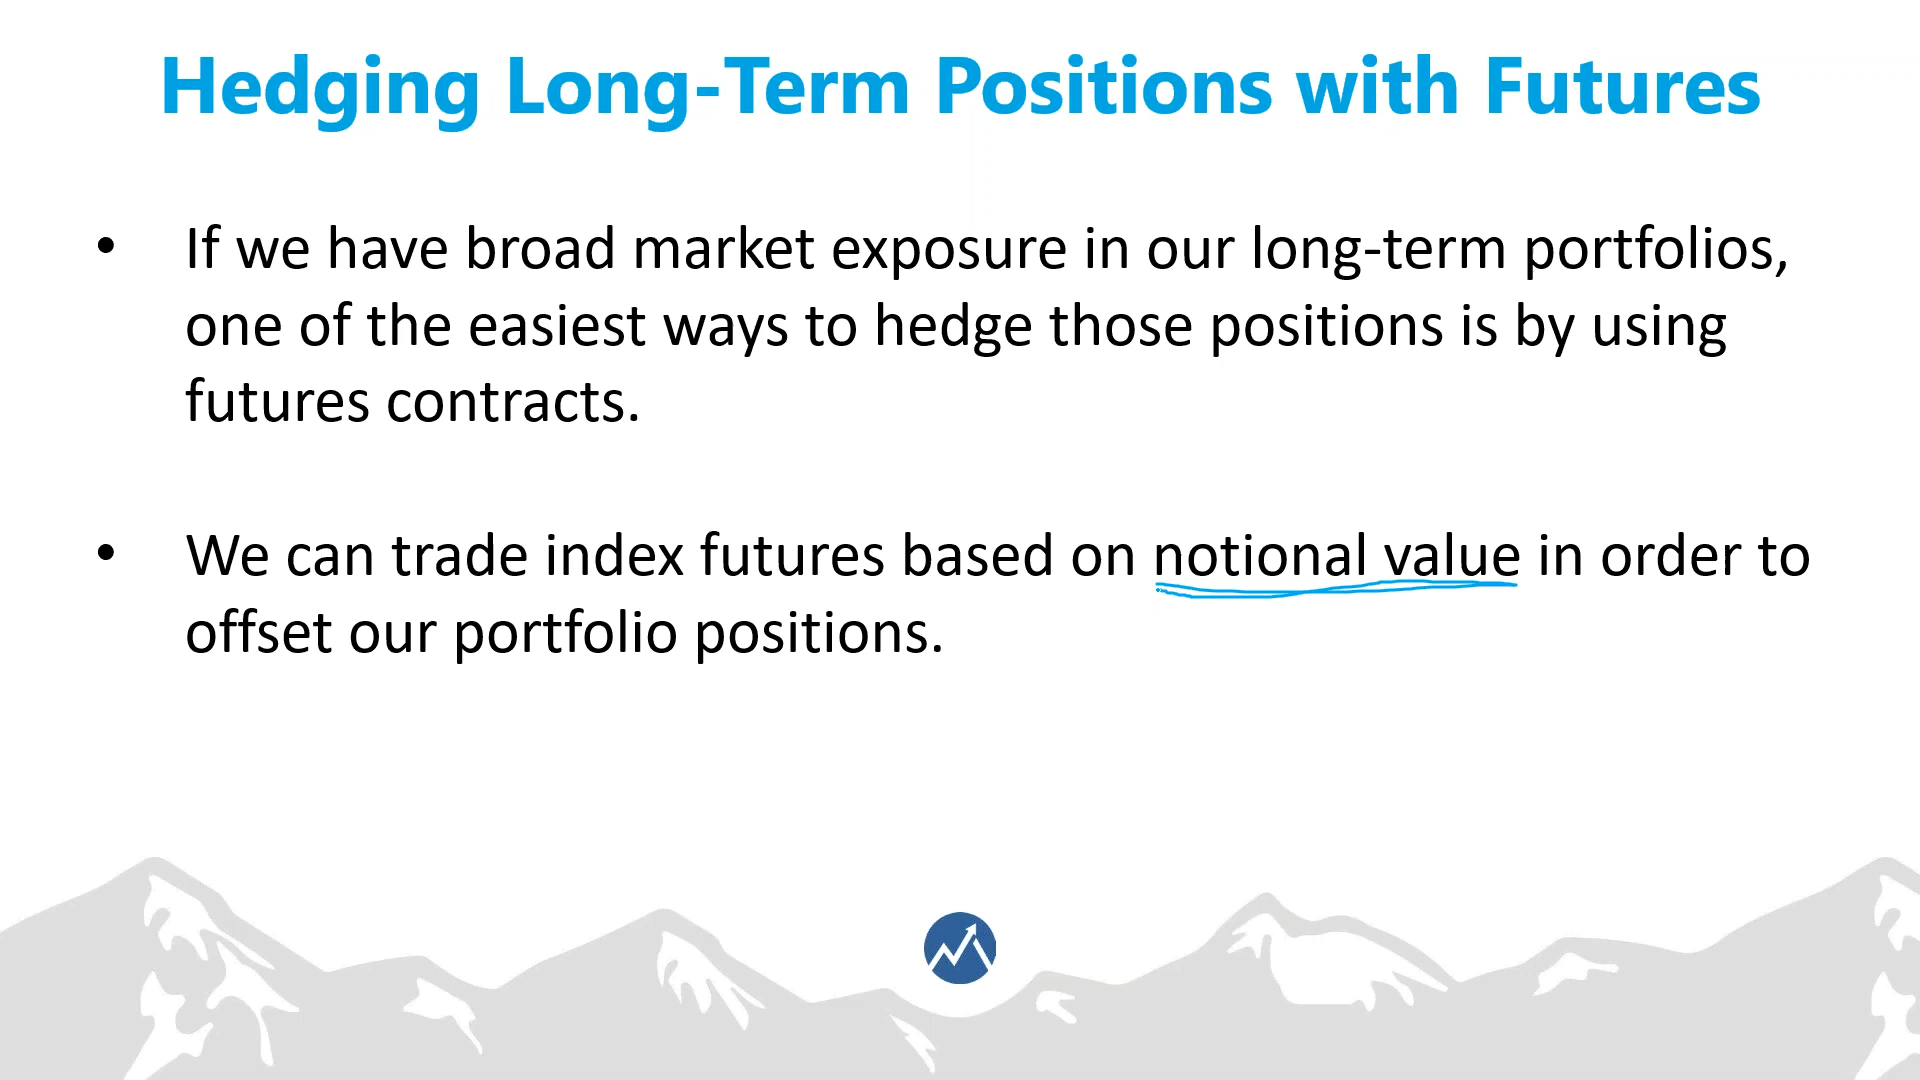 Hedging Long-Term Positions with Futures
• If we have broad market exposure in our long-term portfolios,
one of the easiest ways to hedge those positions is by using
futures contracts.
• We can trade index futures based on notional value in order to
offset our portfolio positions.